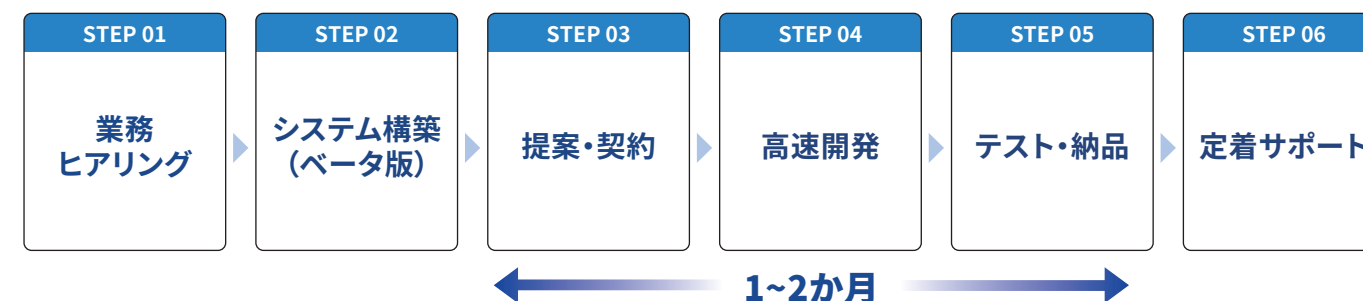 STEP 01
業務
ヒアリング
STEP 02
システム構築
（ベータ版）
STEP 03
提案・契約
STEP 04
高速開発
STEP 05
テスト・納品
STEP 06
定着サポート
1~2か月